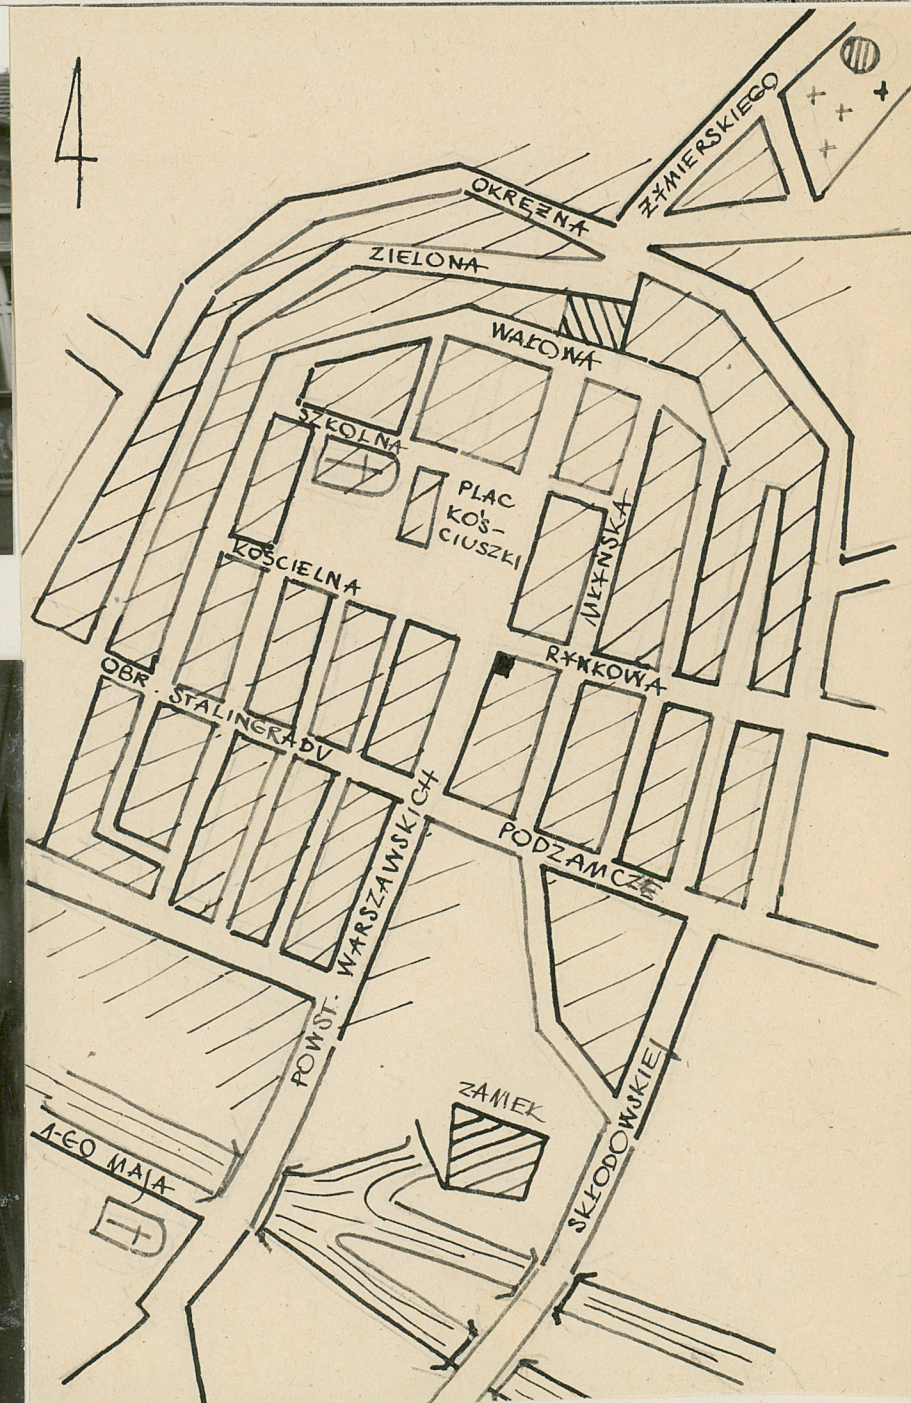 ŻYMIERSKIEGO
OKRĘŻNA
ZIELONA
WAŁOWA
SZKOLNA
PLAC
KOŚ-
CIUSZKI
MŁYŃSKA
KOŚCIELNA
RYNKOWA
OBR. STALINGRADU
PODZAMCZE
POWST. WARSZAWSKICH
ZAMEK
SKŁODOWSKIEJ
1-GO MAJA